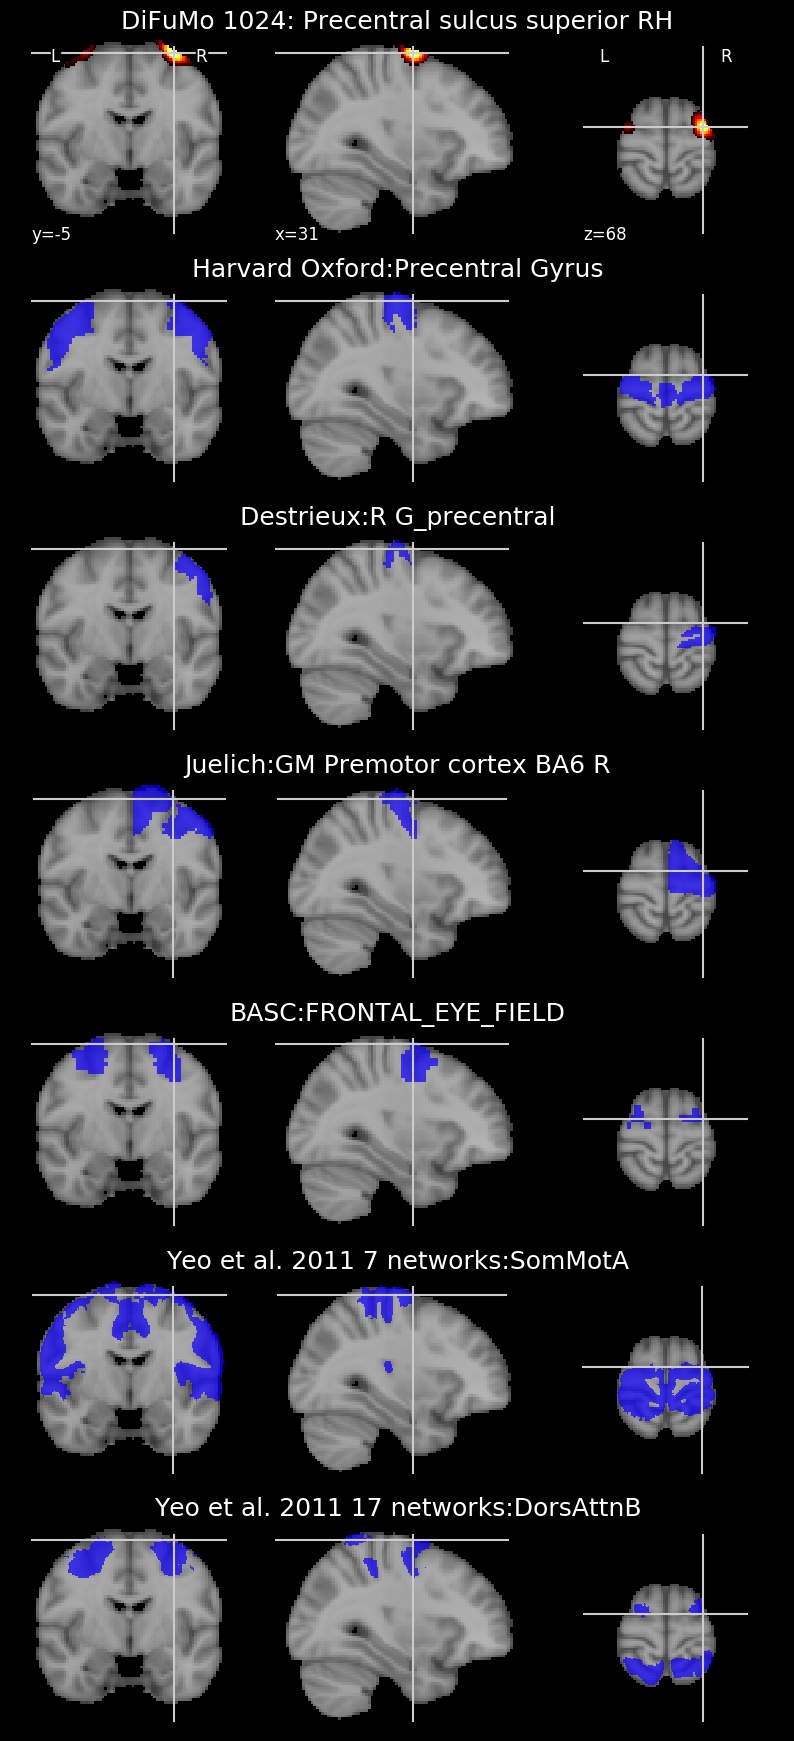 DiFuMo 1024: Precentral sulcus superior RH
L R L R
y=-5 x=31 z=68
Harvard Oxford:Precentral Gyrus
Destrieux:R G_precentral
Juelich:GM Premotor cortex BA6 R
BASC:FRONTAL_EYE_FIELD
Yeo et al. 2011 7 networks:SomMotA
Yeo et al. 2011 17 networks:DorsAttnB